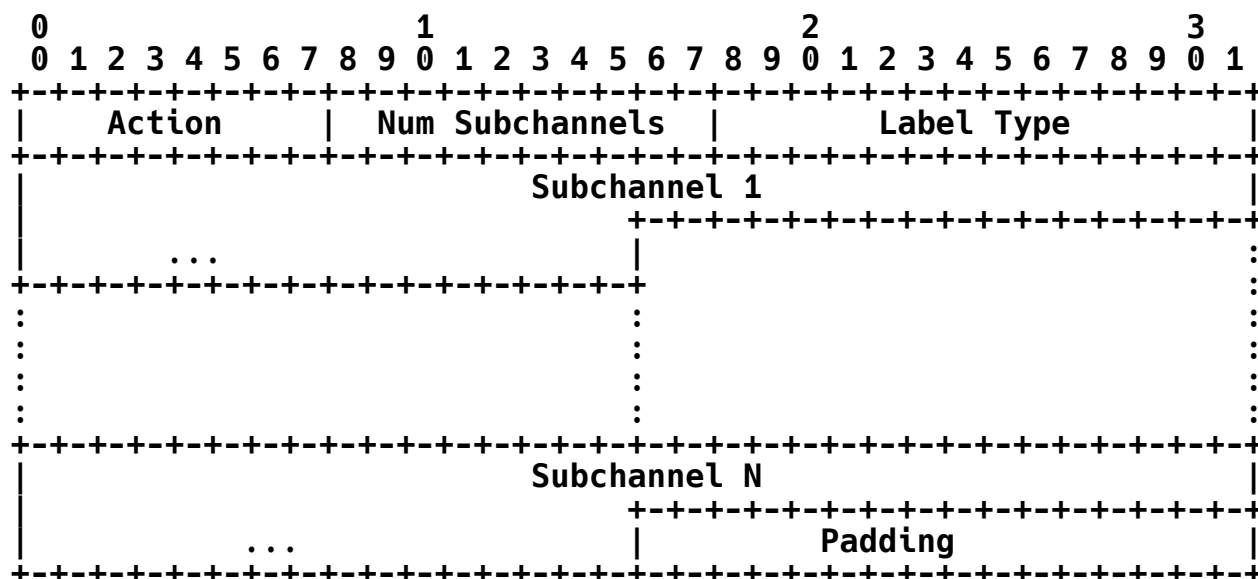 0                   1                   2                   3
 0 1 2 3 4 5 6 7 8 9 0 1 2 3 4 5 6 7 8 9 0 1 2 3 4 5 6 7 8 9 0 1
+-+-+-+-+-+-+-+-+-+-+-+-+-+-+-+-+-+-+-+-+-+-+-+-+-+-+-+-+-+-+-+-+
|    Action     |  Num Subchannels  |        Label Type         |
+-+-+-+-+-+-+-+-+-+-+-+-+-+-+-+-+-+-+-+-+-+-+-+-+-+-+-+-+-+-+-+-+
|                          Subchannel 1                         |
|                               +-+-+-+-+-+-+-+-+-+-+-+-+-+-+-+-+
|       ...                     |                               :
+-+-+-+-+-+-+-+-+-+-+-+-+-+-+-+-+                               :
:                               :                               :
:                               :                               :
:                               :                               :
:                               :                               :
+-+-+-+-+-+-+-+-+-+-+-+-+-+-+-+-+-+-+-+-+-+-+-+-+-+-+-+-+-+-+-+-+
|                          Subchannel N                         |
|                               +-+-+-+-+-+-+-+-+-+-+-+-+-+-+-+-+
|           ...                 |         Padding               |
+-+-+-+-+-+-+-+-+-+-+-+-+-+-+-+-+-+-+-+-+-+-+-+-+-+-+-+-+-+-+-+-+